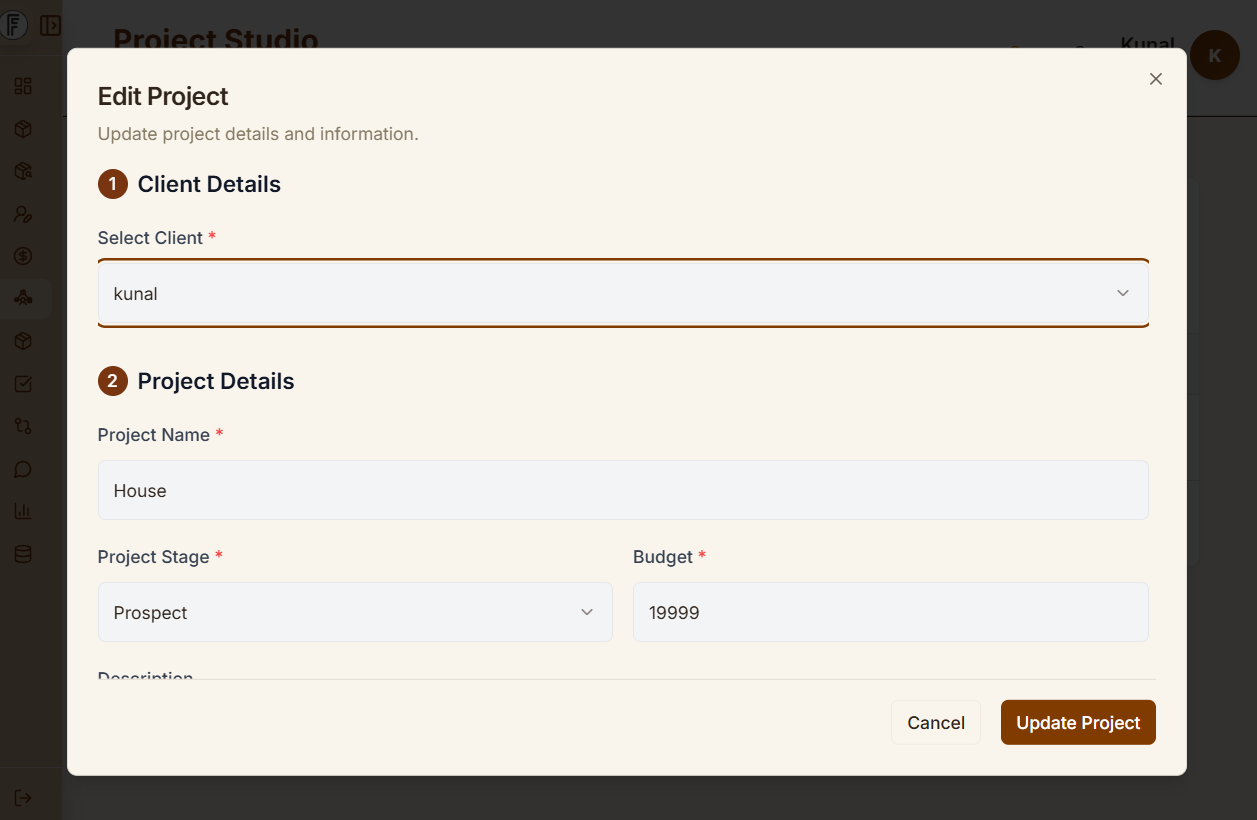 Project Studio
Kunal
K
Edit Project
Update project details and information.
1 Client Details
Select Client *
kunal
2 Project Details
Project Name *
House
Project Stage * Budget *
Prospect 19999
Description
Cancel Update Project